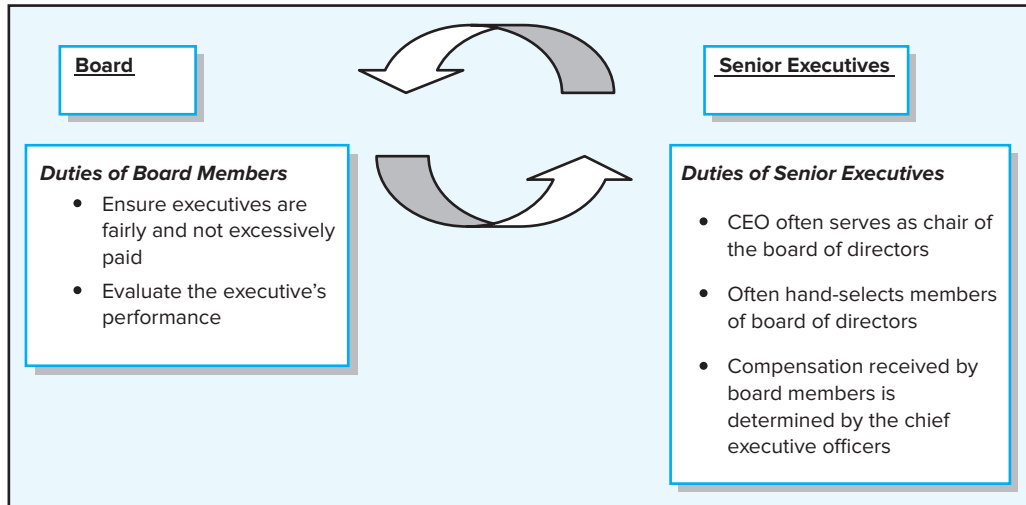 Board
Senior Executives
Duties of Board Members
• Ensure executives are
fairly and not excessively
paid
• Evaluate the executive's
performance
Duties of Senior Executives
• CEO often serves as chair of
the board of directors
• Often hand-selects members
of board of directors
• Compensation received by
board members is
determined by the chief
executive officers